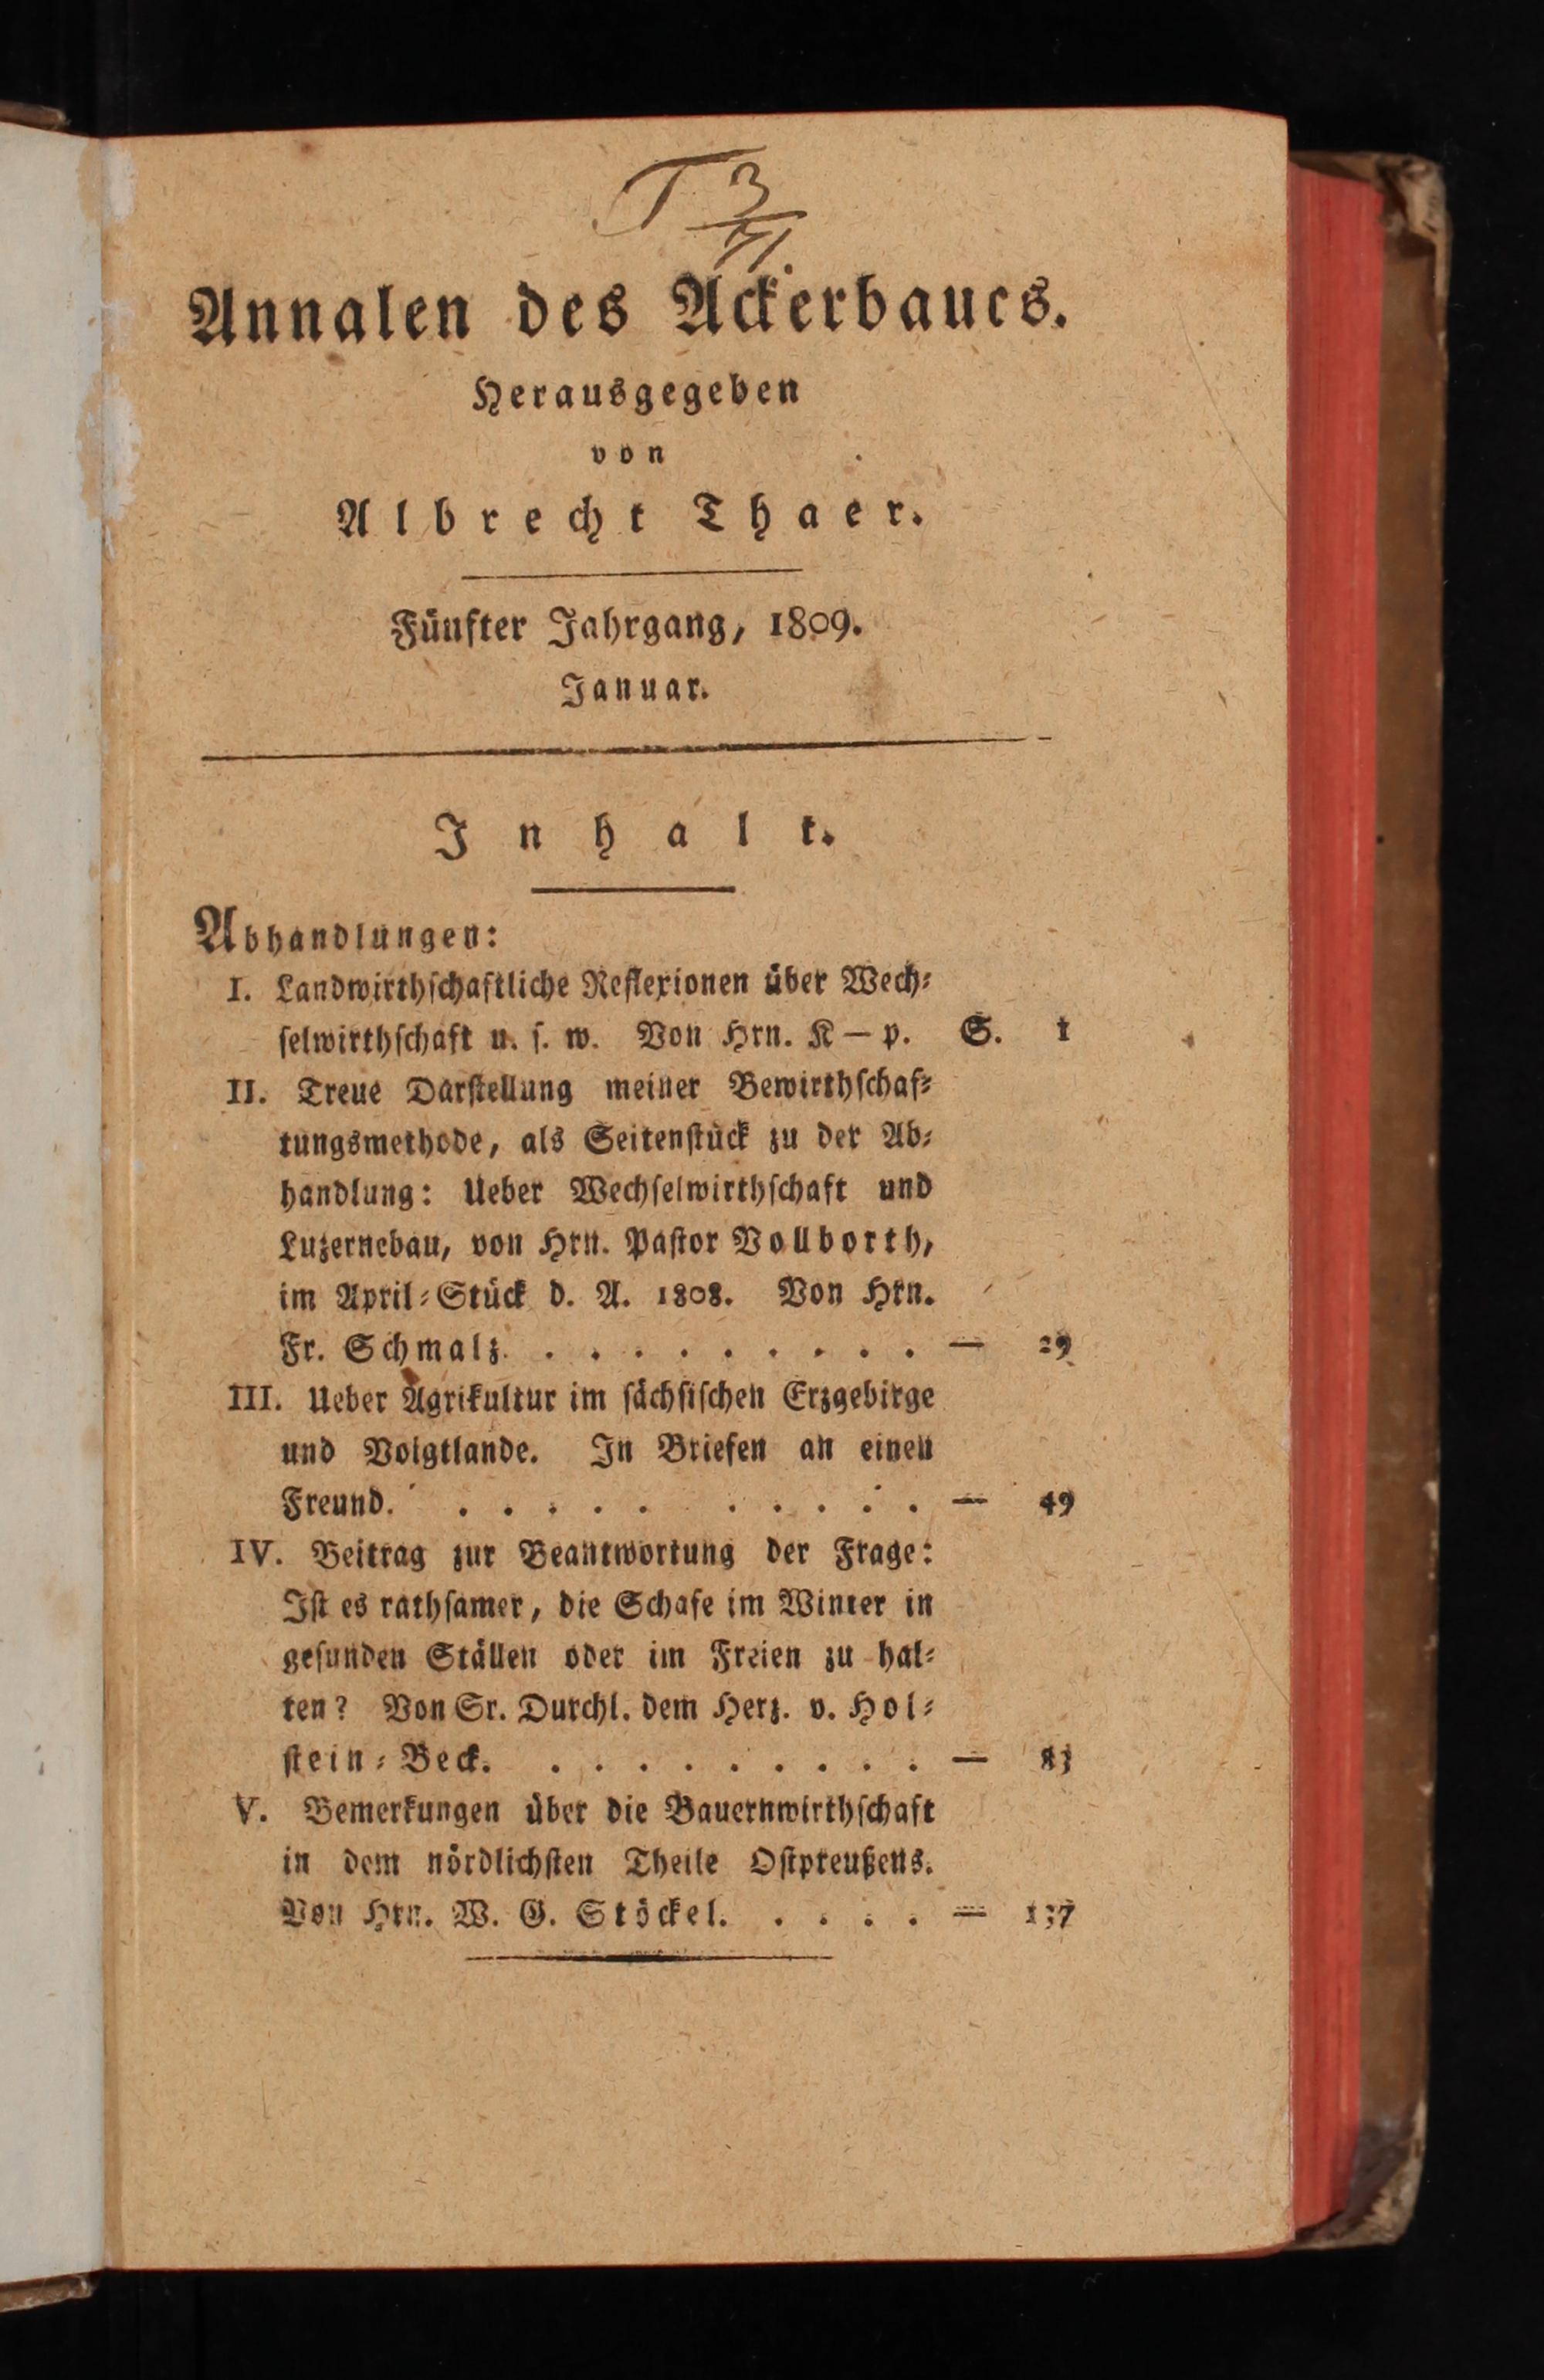 T 3/71.
Annalen des Ackerbaues.
Herausgegeben
von
Albrecht Thaer.
Fünfter Jahrgang, 1809.
Januar.
Inhalt.
Abhandlungen:
I. Landwirthſchaftliche Reflexionen über Wech⸗
ſelwirthſchaft u. ſ. w. Von Hrn. K — p. S. 1
II. Treue Darſtellung meiner Bewirthſchaf⸗
tungsmethode, als Seitenſtück zu der Ab⸗
handlung: Ueber Wechſelwirthſchaft und
Luzernebau, von Hrn. Paſtor Vollborth,
im April⸗Stück d. A. 1808. Von Hrn.
Fr. Schmalz. . . . . . . . . . — 29
III. Ueber Agrikultur im ſächſiſchen Erzgebirge
und Voigtlande. In Briefen an einen
Freund. . . . . . . . . . . — 49
IV. Beitrag zur Beantwortung der Frage:
Iſt es rathſamer, die Schafe im Winter in
geſunden Ställen oder im Freien zu hal⸗
ten? Von Sr. Durchl. dem Herz. v. Hol⸗
ſtein⸗Beck. . . . . . . . . . — 83
V. Bemerkungen über die Bauernwirthſchaft
in dem nördlichſten Theile Oſtpreußens.
Von Hrn. W. G. Stöckel. . . . . — 137